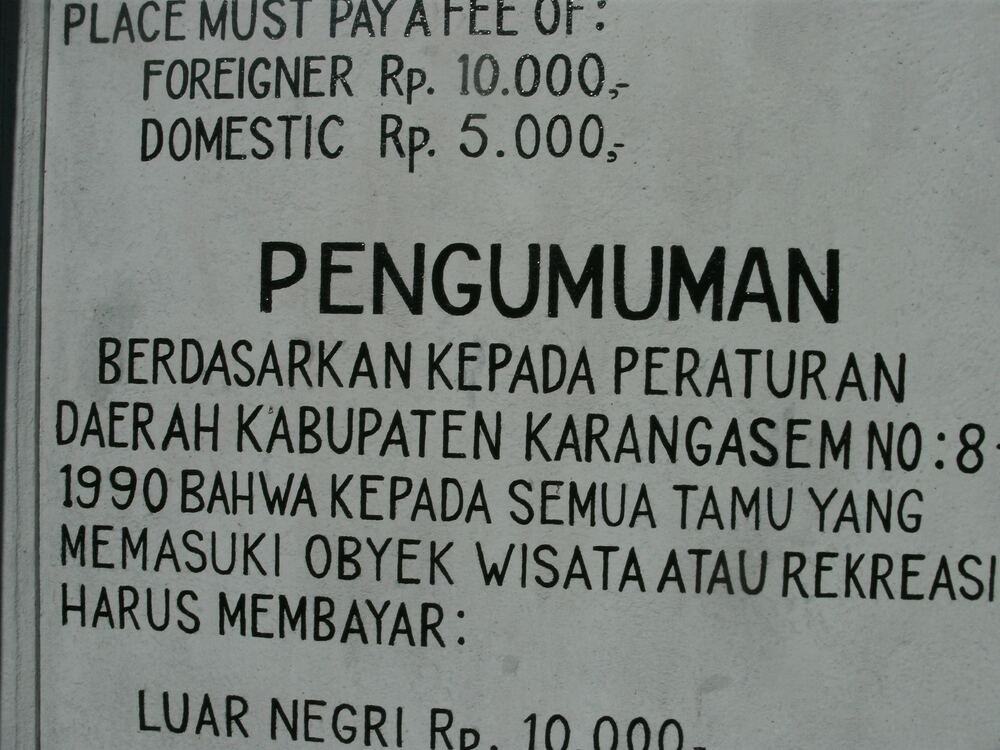 PLACE MUST PAY A FEE OF:
FOREIGNER Rp. 10.000,-
DOMESTIC Rp. 5.000,-
PENGUMUMAN
BERDASARKAN KEPADA PERATURAN
DAERAH KABUPATEN KARANGASEM NO:8
1990 BAHWA KEPADA SEMUA TAMU YANG
MEMASUKI OBYEK WISATA ATAU REKREASI
HARUS MEMBAYAR:
LUAR NEGRI Rp. 10.000,-